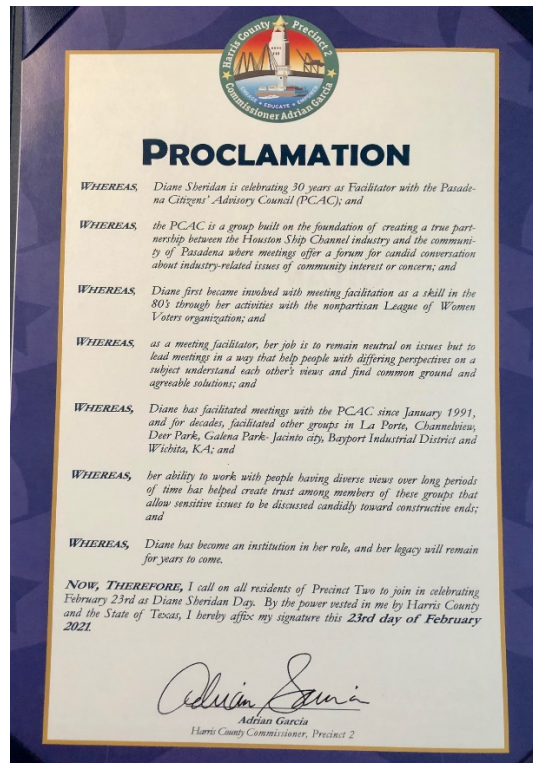 Harris County Precinct 2
ENGAGE ★ EDUCATE ★ EMPOWER
Commissioner Adrian Garcia
PROCLAMATION
WHEREAS, Diane Sheridan is celebrating 30 years as Facilitator with the Pasade-
na Citizens' Advisory Council (PCAC); and
WHEREAS, the PCAC is a group built on the foundation of creating a true part-
nership between the Houston Ship Channel industry and the communi-
ty of Pasadena where meetings offer a forum for candid conversation
about industry-related issues of community interest or concern; and
WHEREAS, Diane first became involved with meeting facilitation as a skill in the
80's through her activities with the nonpartisan League of Women
Voters organization; and
WHEREAS, as a meeting facilitator, her job is to remain neutral on issues but to
lead meetings in a way that help people with differing perspectives on a
subject understand each other's views and find common ground and
agreeable solutions; and
WHEREAS, Diane has facilitated meetings with the PCAC since January 1991,
and for decades, facilitated other groups in La Porte, Channelview,
Deer Park, Galena Park- Jacinto city, Bayport Industrial District and
Wichita, KA; and
WHEREAS, her ability to work with people having diverse views over long periods
of time has helped create trust among members of these groups that
allow sensitive issues to be discussed candidly toward constructive ends;
and
WHEREAS, Diane has become an institution in her role, and her legacy will remain
for years to come.
NOW, THEREFORE, I call on all residents of Precinct Two to join in celebrating
February 23rd as Diane Sheridan Day. By the power vested in me by Harris County
and the State of Texas, I hereby affix my signature this 23rd day of February
2021.
Adrian Garcia
Adrian Garcia
Harris County Commissioner, Precinct 2